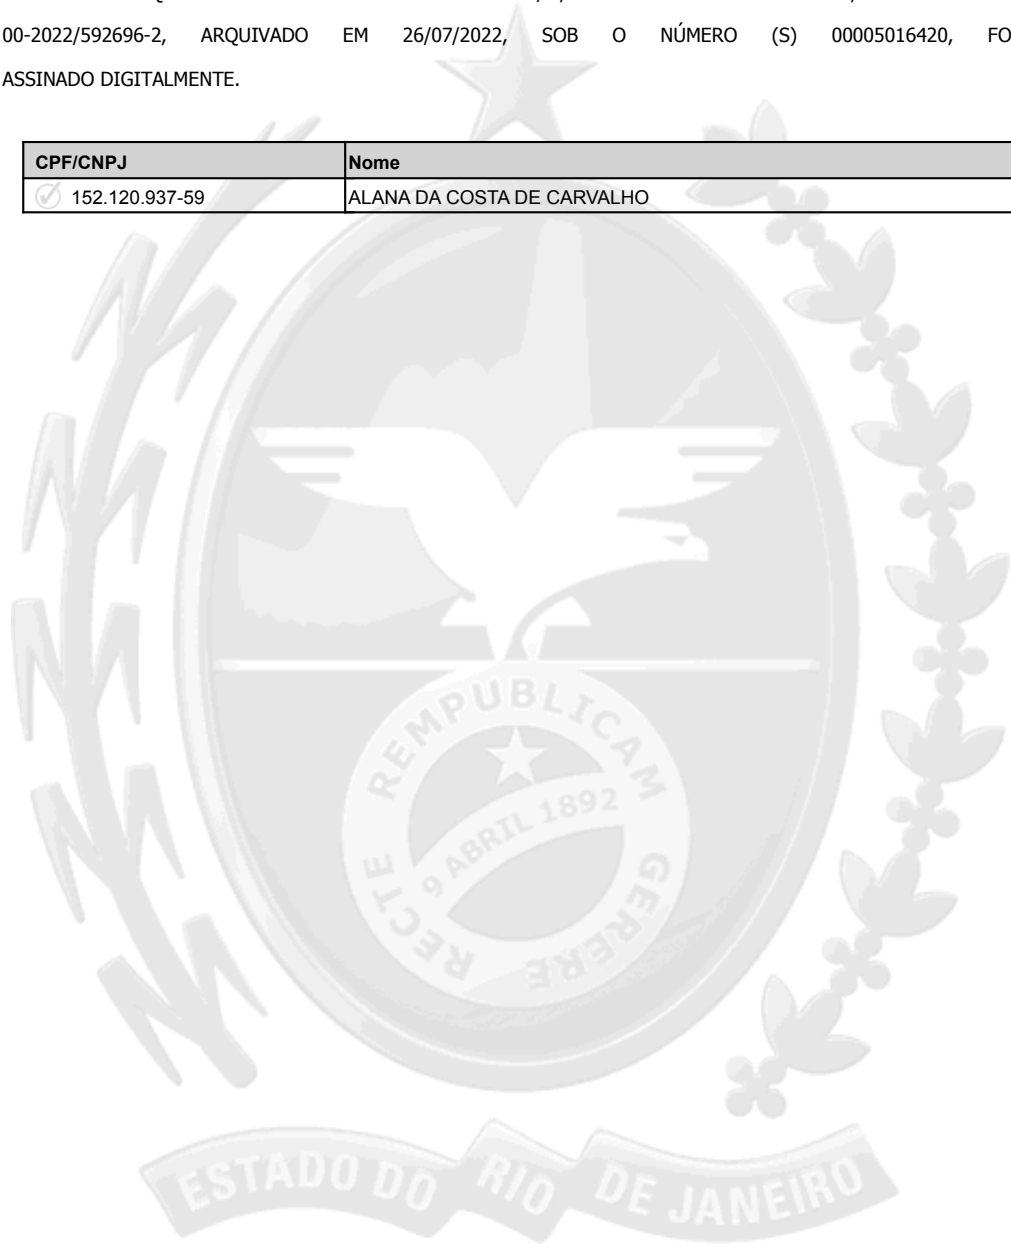 00-2022/592696-2, ARQUIVADO EM 26/07/2022, SOB O NÚMERO (S) 00005016420, FO
ASSINADO DIGITALMENTE.
CPF/CNPJ Nome
152.120.937-59 ALANA DA COSTA DE CARVALHO
RECTE REMPUBLICAM GERERE
9 ABRIL 1892
ESTADO DO RIO DE JANEIRO